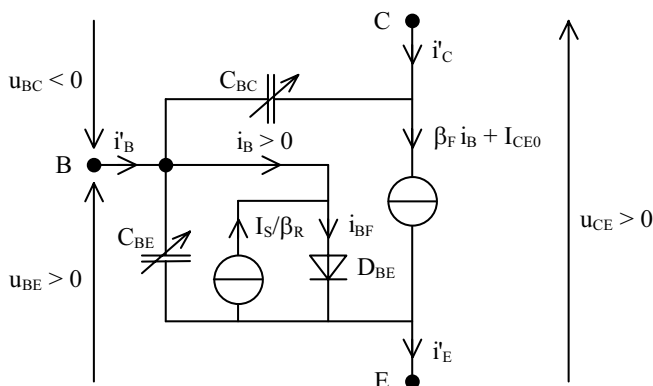 C
i'C
uBC < 0
CBC
i'B
iB > 0
βF iB + ICE0
B
uCE > 0
CBE
IS/βR
iBF
DBE
uBE > 0
i'E
E